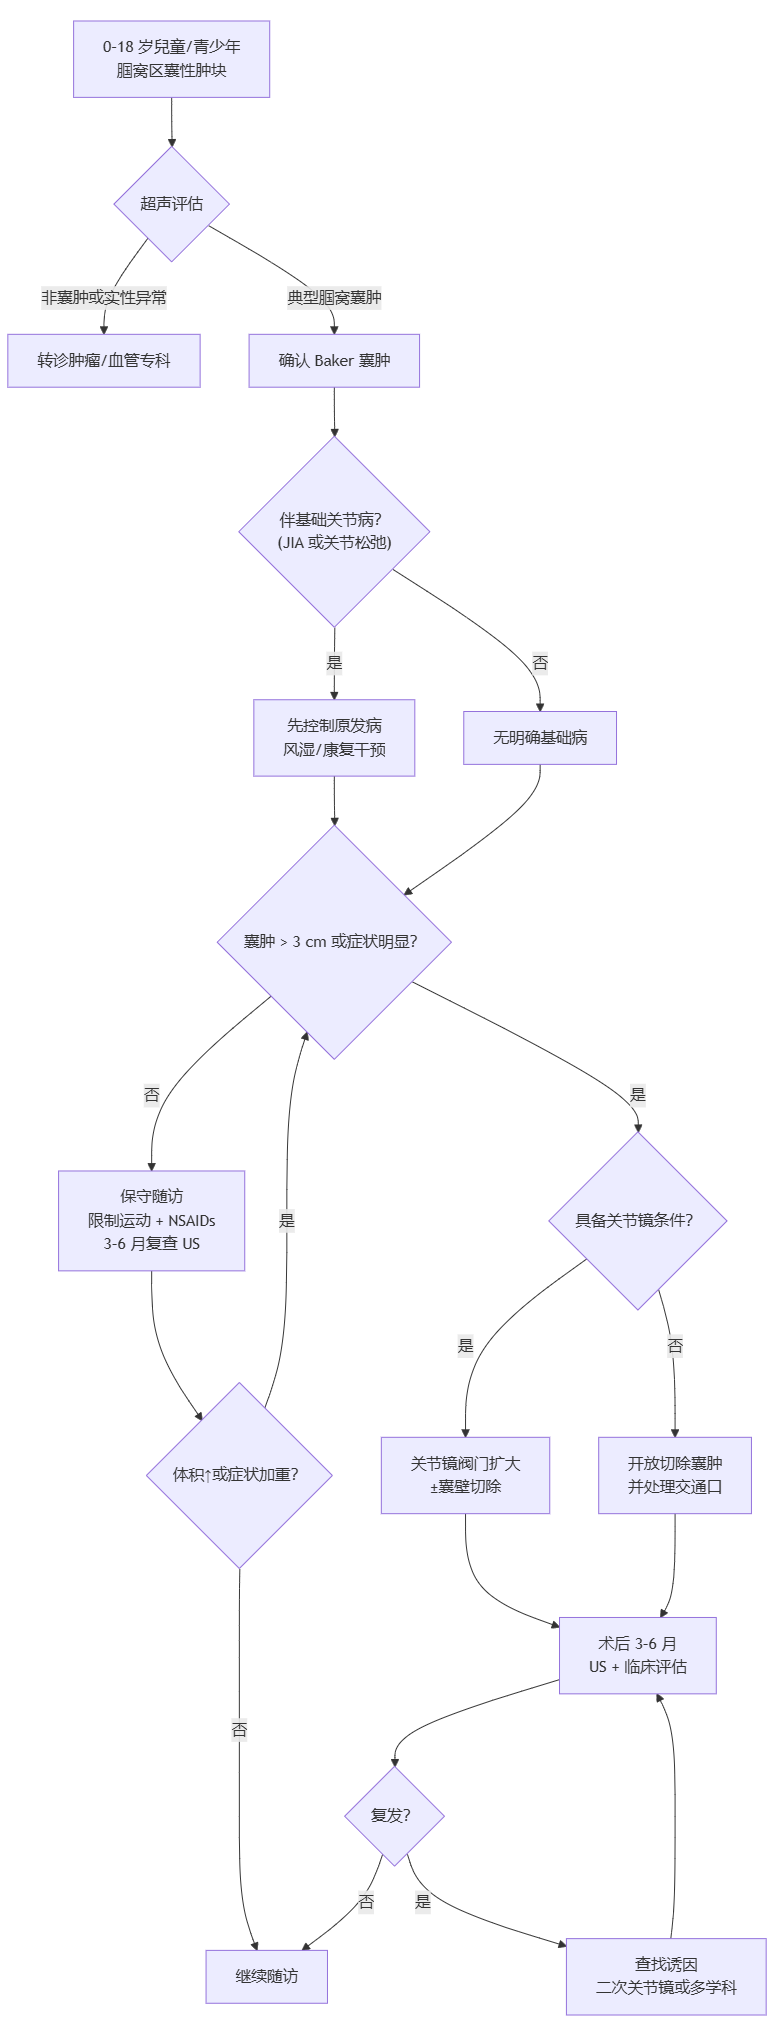 0-18 岁兒童/青少年
腘窝区囊性肿块
超声评估
非囊肿或实性异常
典型腘窝囊肿
转诊肿瘤/血管专科
确认 Baker 囊肿
伴基础关节病？
(JIA 或关节松弛)
是
否
先控制原发病
风湿/康复干预
无明确基础病
囊肿 > 3 cm 或症状明显？
否
是
保守随访
限制运动 + NSAIDs
3-6 月复查 US
是
具备关节镜条件？
是
否
体积↑或症状加重？
关节镜阀门扩大
±囊壁切除
开放切除囊肿
并处理交通口
术后 3-6 月
US + 临床评估
否
复发？
否
是
继续随访
查找诱因
二次关节镜或多学科